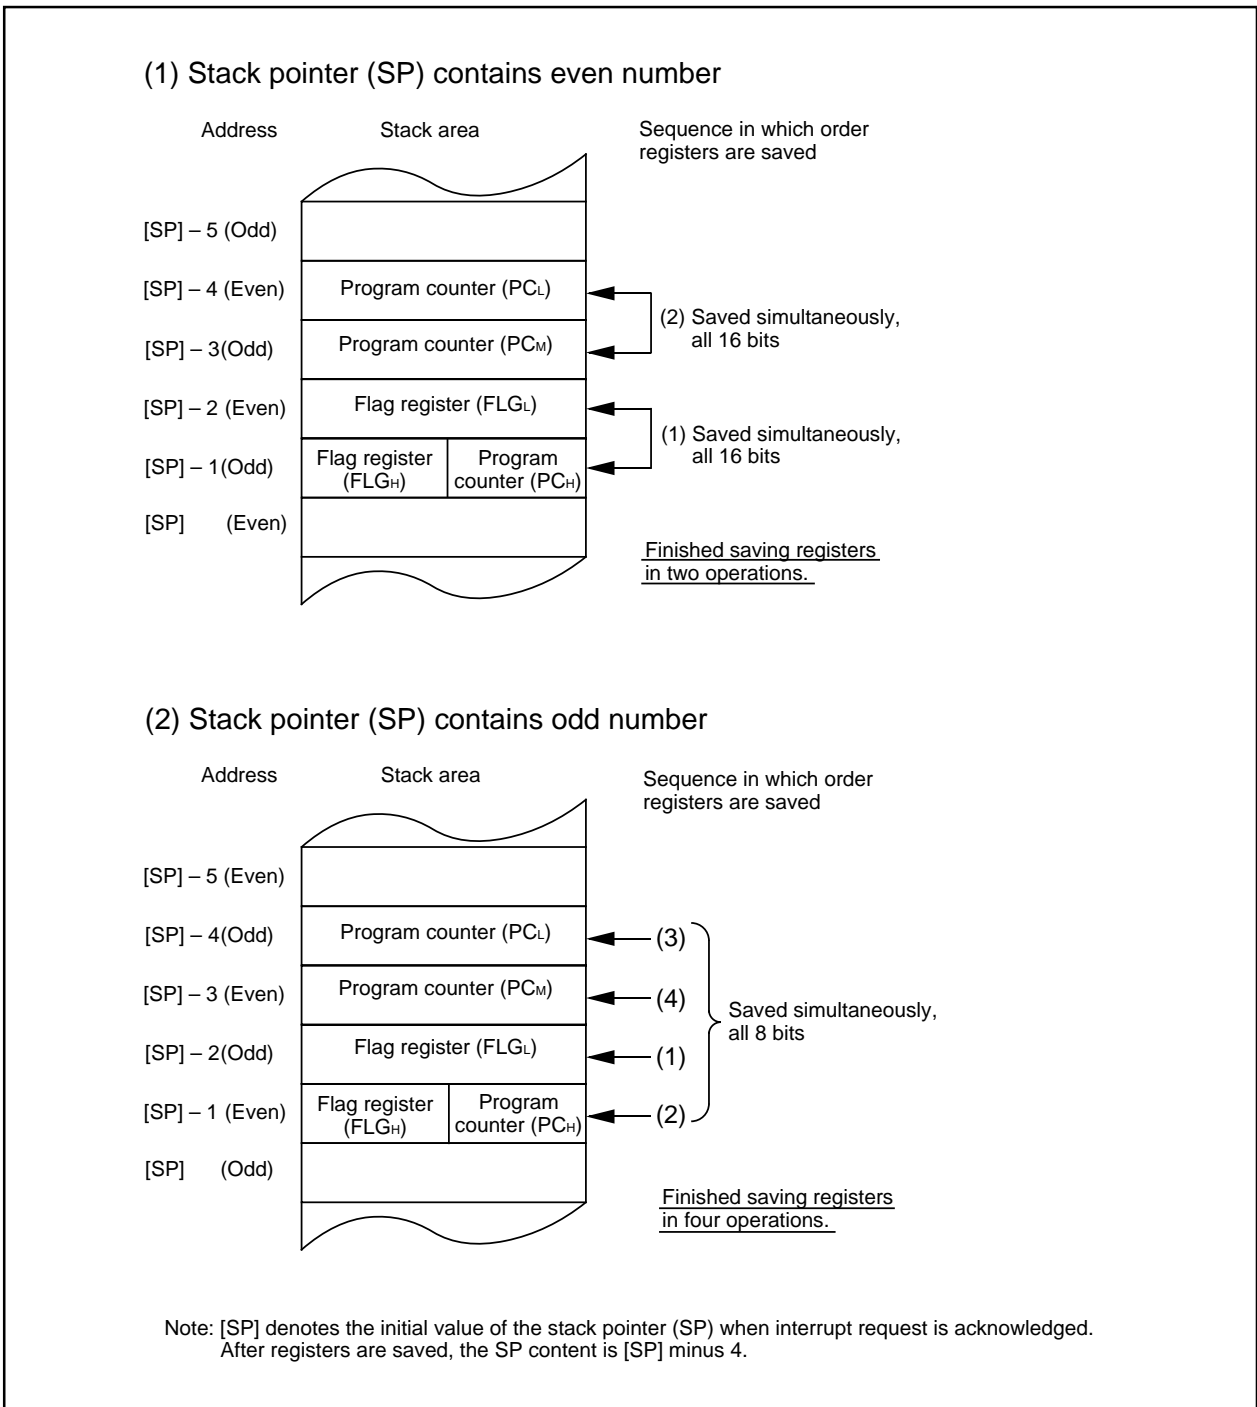 (1) Stack pointer (SP) contains even number
Address Stack area Sequence in which order
registers are saved
[SP] – 5 (Odd)
[SP] – 4 (Even) Program counter (PCL)
(2) Saved simultaneously,
all 16 bits
[SP] – 3(Odd) Program counter (PCM)
[SP] – 2 (Even) Flag register (FLGL)
(1) Saved simultaneously,
all 16 bits
[SP] – 1(Odd) Flag register Program
(FLGH) counter (PCH)
[SP] (Even)
Finished saving registers
in two operations.
(2) Stack pointer (SP) contains odd number
Address Stack area Sequence in which order
registers are saved
[SP] – 5 (Even)
[SP] – 4(Odd) Program counter (PCL) (3)
[SP] – 3 (Even) Program counter (PCM) (4)
Saved simultaneously,
all 8 bits
[SP] – 2(Odd) Flag register (FLGL) (1)
[SP] – 1 (Even) Flag register Program (2)
(FLGH) counter (PCH)
[SP] (Odd)
Finished saving registers
in four operations.
Note: [SP] denotes the initial value of the stack pointer (SP) when interrupt request is acknowledged.
After registers are saved, the SP content is [SP] minus 4.